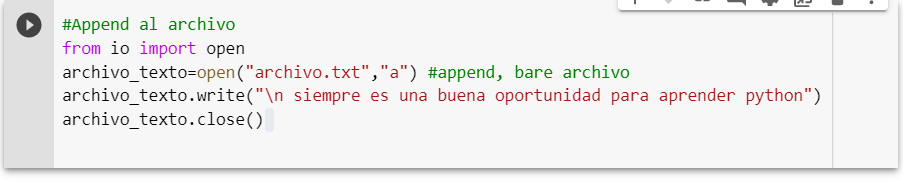 #Append al archivo
from io import open
archivo_texto=open("archivo.txt","a") #append, bare archivo
archivo_texto.write("\n siempre es una buena oportunidad para aprender python")
archivo_texto.close()